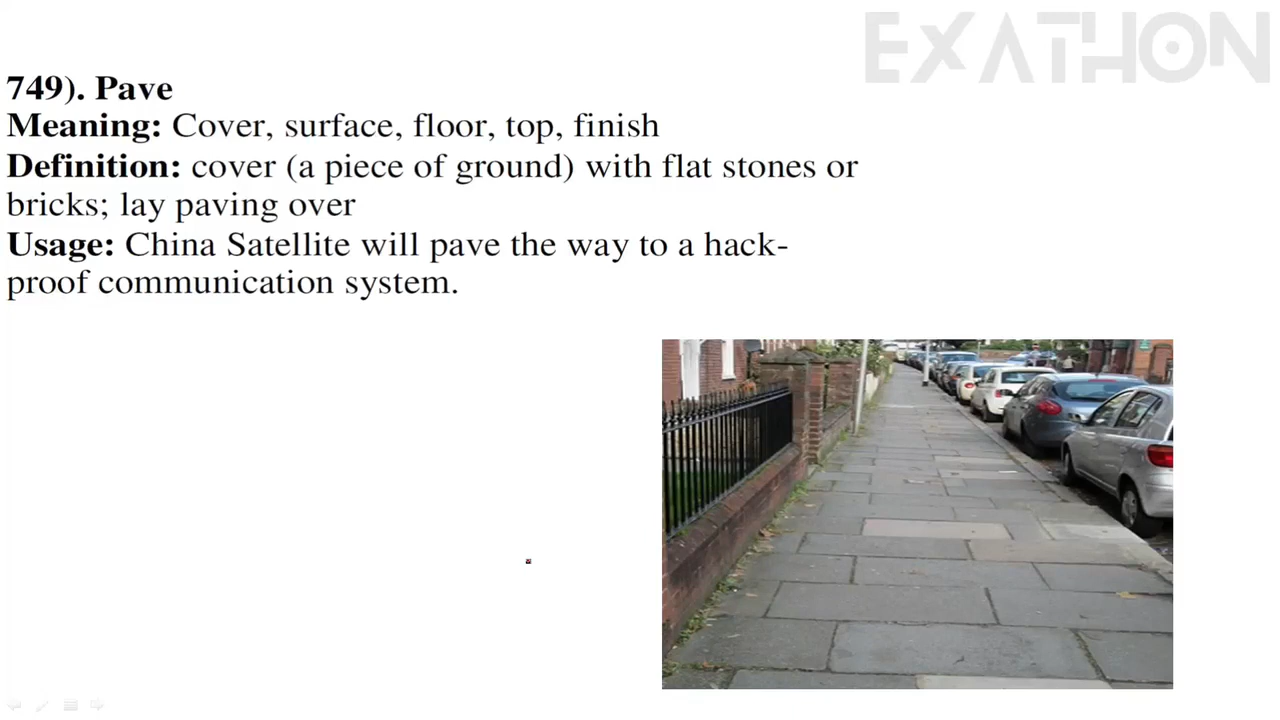 EXATHON
749). Pave
Meaning: Cover, surface, floor, top, finish
Definition: cover (a piece of ground) with flat stones or
bricks; lay paving over
Usage: China Satellite will pave the way to a hack-
proof communication system.